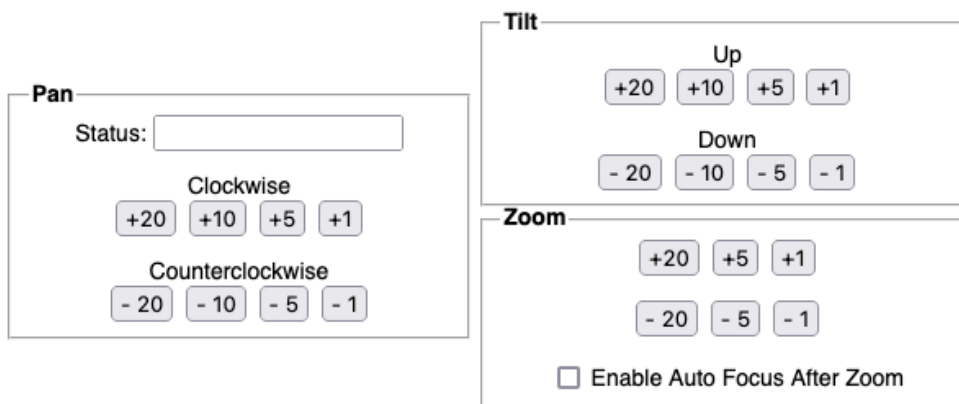 Pan
Status:
Clockwise
+20 +10 +5 +1
Counterclockwise
- 20 - 10 - 5 - 1
Tilt
Up
+20 +10 +5 +1
Down
- 20 - 10 - 5 - 1
Zoom
+20 +5 +1
- 20 - 5 - 1
Enable Auto Focus After Zoom